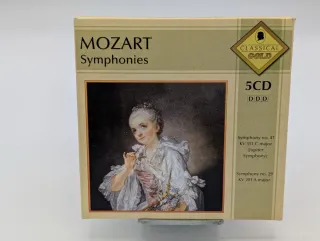 MOZART
Symphonies
CLASSICAL
GOLD
5CD
D·D·D
Symphony no. 41
KV 551 C major
(Jupiter
Symphony)
Symphony no. 29
KV 201 A major